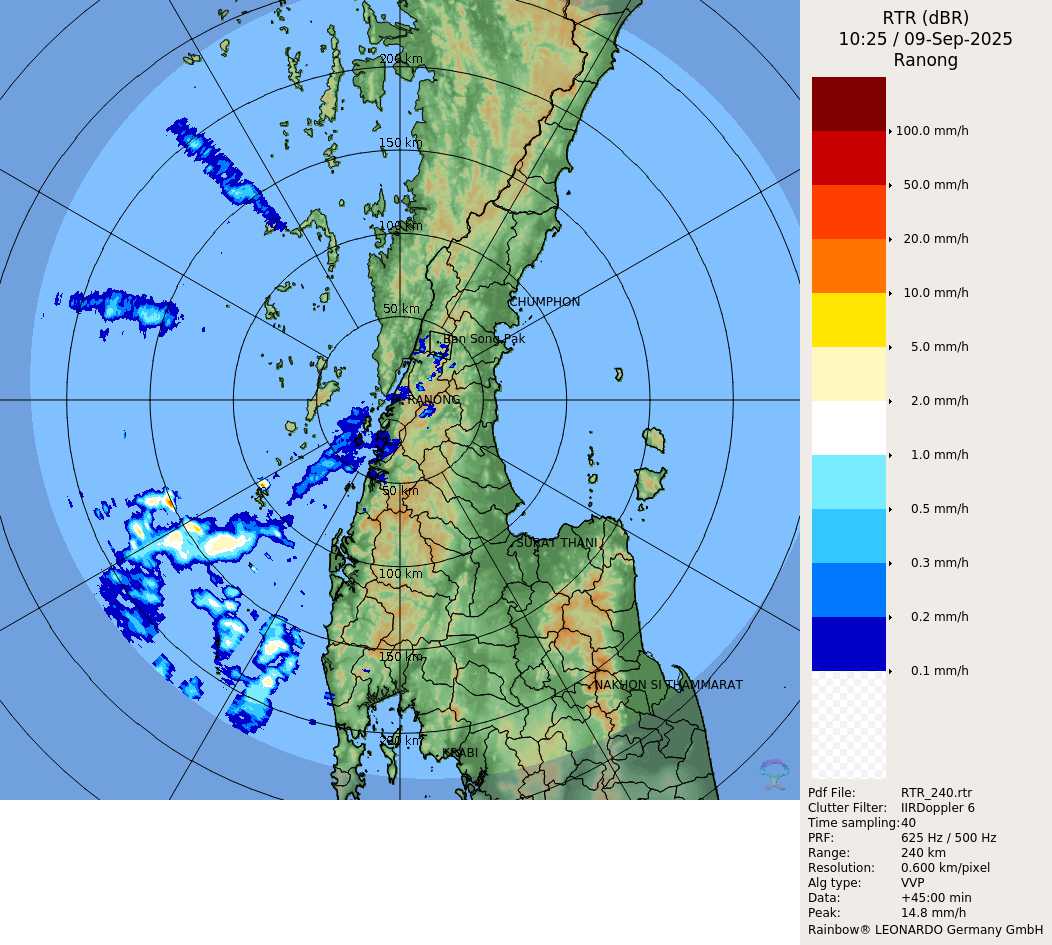 RTR (dBR)
10:25 / 09-Sep-2025
Ranong
200 km
150 km
100 km
50 km
CHUMPHON
Ban Song Pak
RANONG
50 km
SURAT THANI
100 km
150 km
NAKHON SI THAMMARAT
200 km
KRABI
100.0 mm/h
50.0 mm/h
20.0 mm/h
10.0 mm/h
5.0 mm/h
2.0 mm/h
1.0 mm/h
0.5 mm/h
0.3 mm/h
0.2 mm/h
0.1 mm/h
Pdf File: RTR_240.rtr
Clutter Filter: IIRDoppler 6
Time sampling:40
PRF: 625 Hz / 500 Hz
Range: 240 km
Resolution: 0.600 km/pixel
Alg type: VVP
Data: +45:00 min
Peak: 14.8 mm/h
Rainbow® LEONARDO Germany GmbH